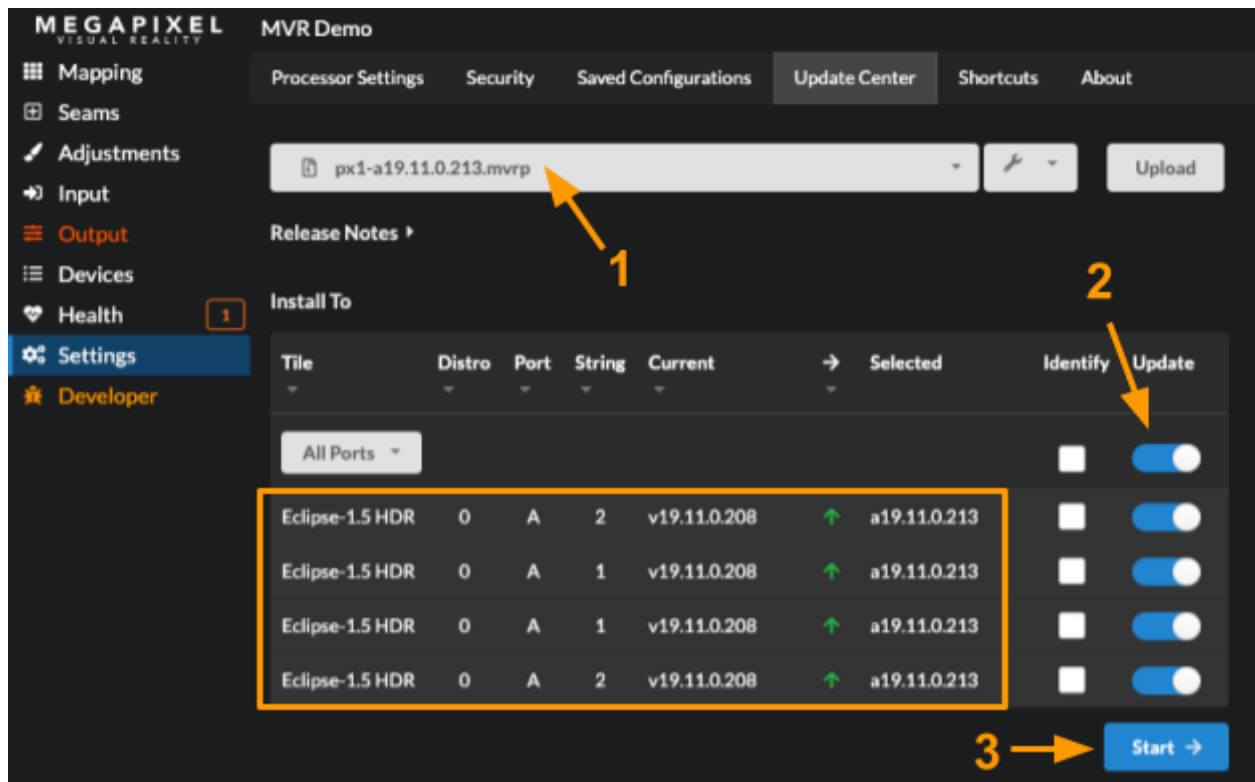 MEGAPIXEL
VISUAL REALITY
MVR Demo
Mapping
Seams
Adjustments
Input
Output
Devices
Health 1
Settings
Developer
Processor Settings Security Saved Configurations Update Center Shortcuts About
px1-a19.11.0.213.mvrp Upload
1
Release Notes
Install To
2
Tile Distro Port String Current → Selected Identify Update
All Ports
Eclipse-1.5 HDR 0 A 2 v19.11.0.208 ↑ a19.11.0.213
Eclipse-1.5 HDR 0 A 1 v19.11.0.208 ↑ a19.11.0.213
Eclipse-1.5 HDR 0 A 1 v19.11.0.208 ↑ a19.11.0.213
Eclipse-1.5 HDR 0 A 2 v19.11.0.208 ↑ a19.11.0.213
3 Start →